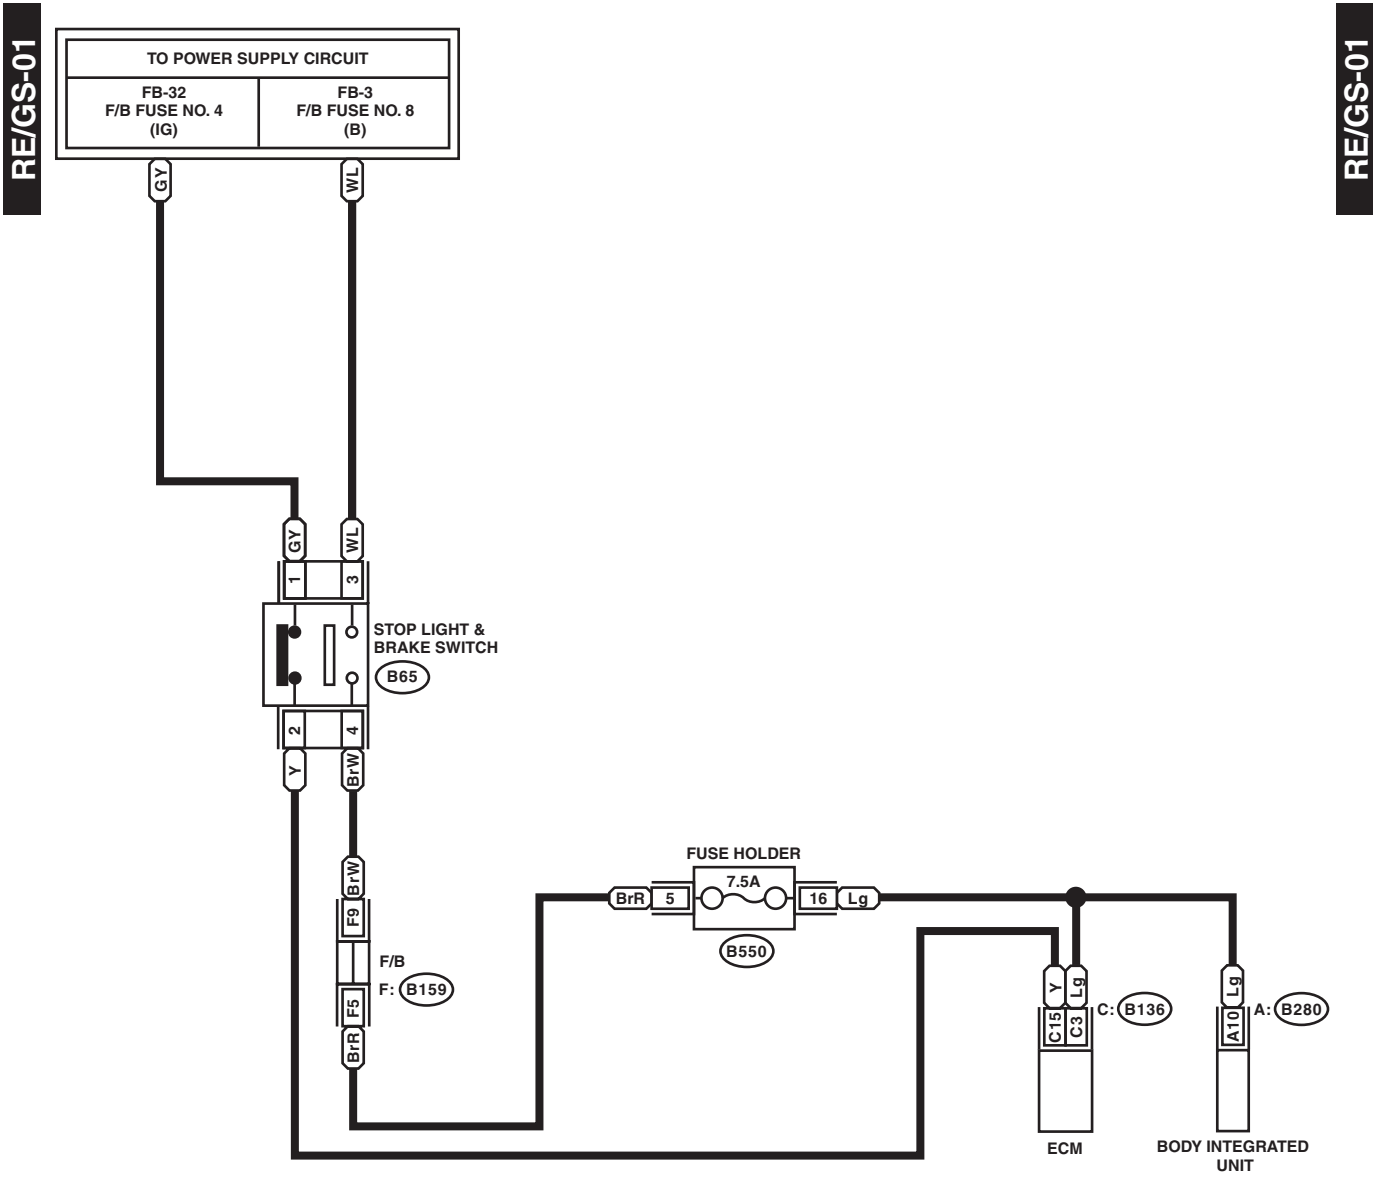 RE/GS-01
RE/GS-01
TO POWER SUPPLY CIRCUIT
FB-32
F/B FUSE NO. 4
(IG)
FB-3
F/B FUSE NO. 8
(B)
GY
WL
GY
WL
1
3
STOP LIGHT &
BRAKE SWITCH
B65
2
4
Y
BrW
BrW
F9
F/B
F: B159
F5
BrR
FUSE HOLDER
7.5A
BrR
5
16
Lg
B550
Y
Lg
C15
C3
C: B136
ECM
Lg
A10
A: B280
BODY INTEGRATED
UNIT